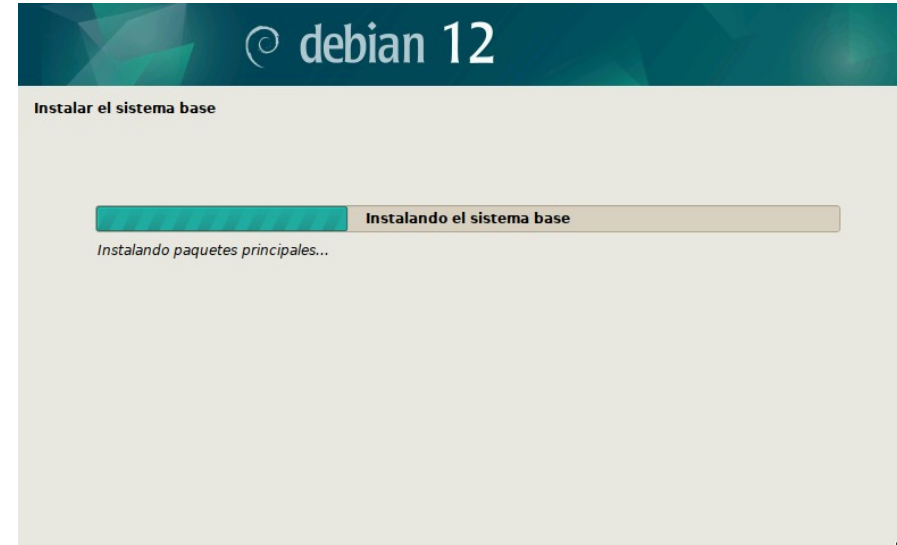 debian 12
Instalar el sistema base
Instalando el sistema base
Instalando paquetes principales...